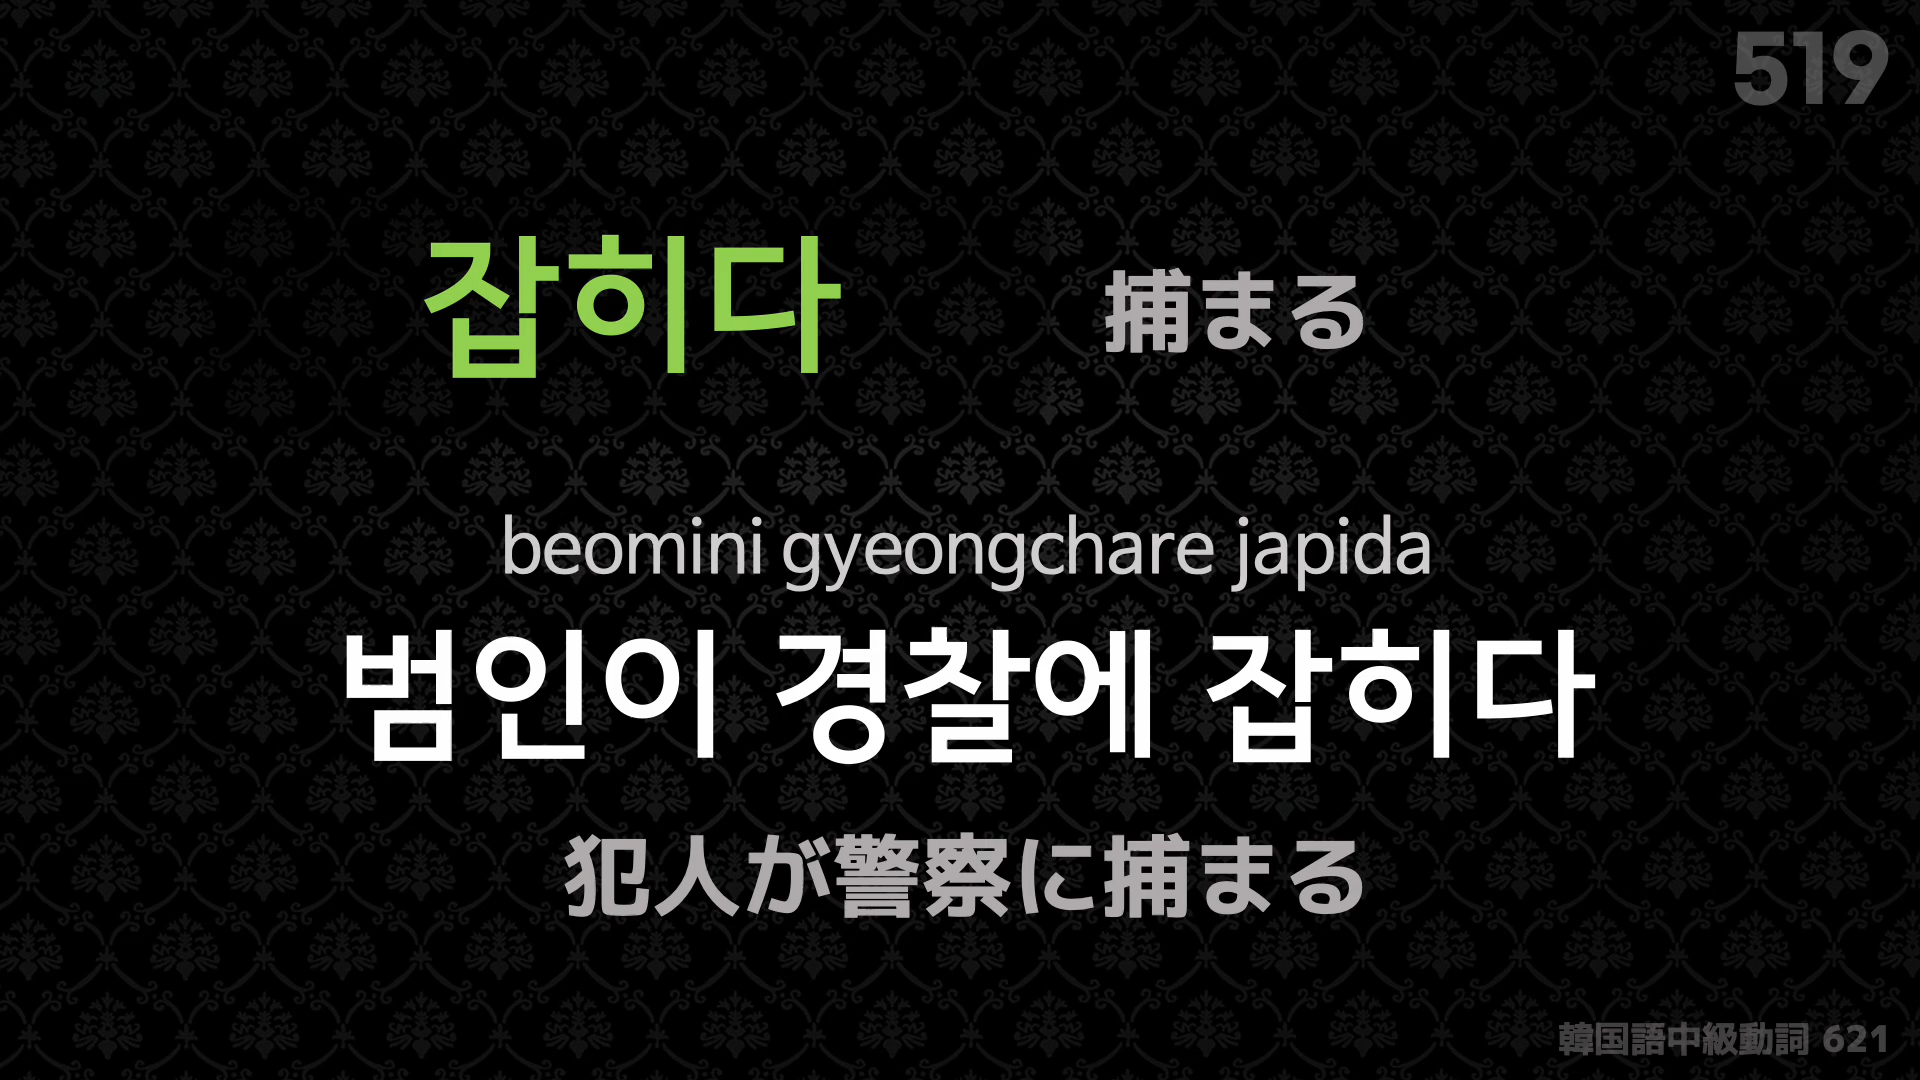 519
잡히다 捕まる
beomini gyeongchare japida
범인이 경찰에 잡히다
犯人が警察に捕まる
韓国語中級動詞 621